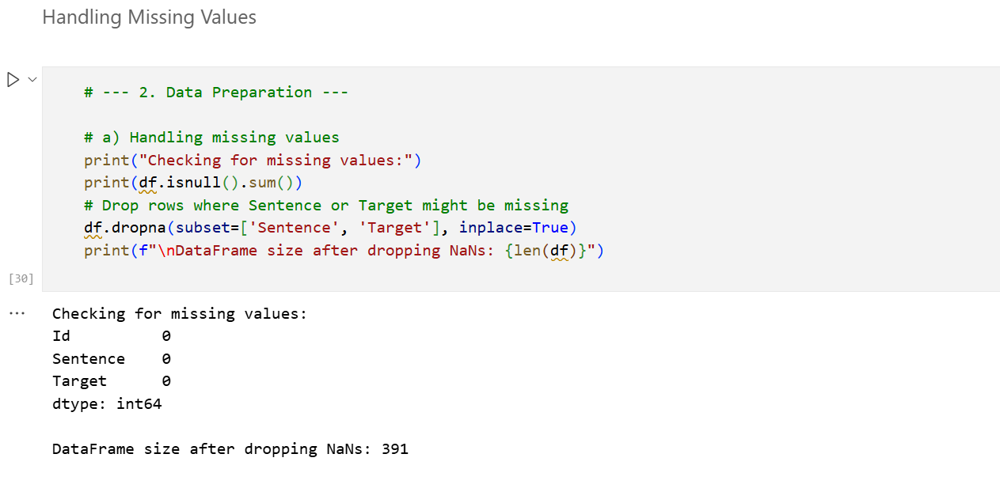 Handling Missing Values
# --- 2. Data Preparation ---
# a) Handling missing values
print("Checking for missing values:")
print(df.isnull().sum())
# Drop rows where Sentence or Target might be missing
df.dropna(subset=['Sentence', 'Target'], inplace=True)
print(f"\nDataFrame size after dropping NaNs: {len(df)}")
[30]
Checking for missing values:
Id 0
Sentence 0
Target 0
dtype: int64
DataFrame size after dropping NaNs: 391